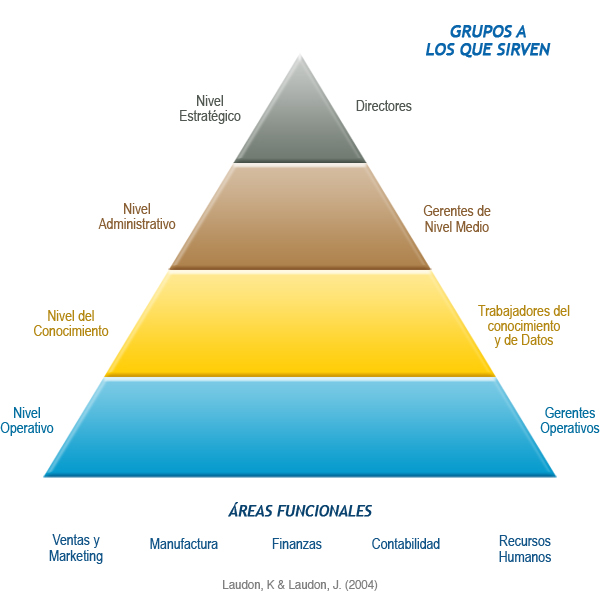 GRUPOS A
LOS QUE SIRVEN
Nivel
Estratégico
Directores
Nivel
Administrativo
Gerentes de
Nivel Medio
Nivel del
Conocimiento
Trabajadores del
conocimiento
y de Datos
Nivel
Operativo
Gerentes
Operativos
ÁREAS FUNCIONALES
Ventas y
Marketing
Manufactura
Finanzas
Contabilidad
Recursos
Humanos
Laudon, K & Laudon, J. (2004)